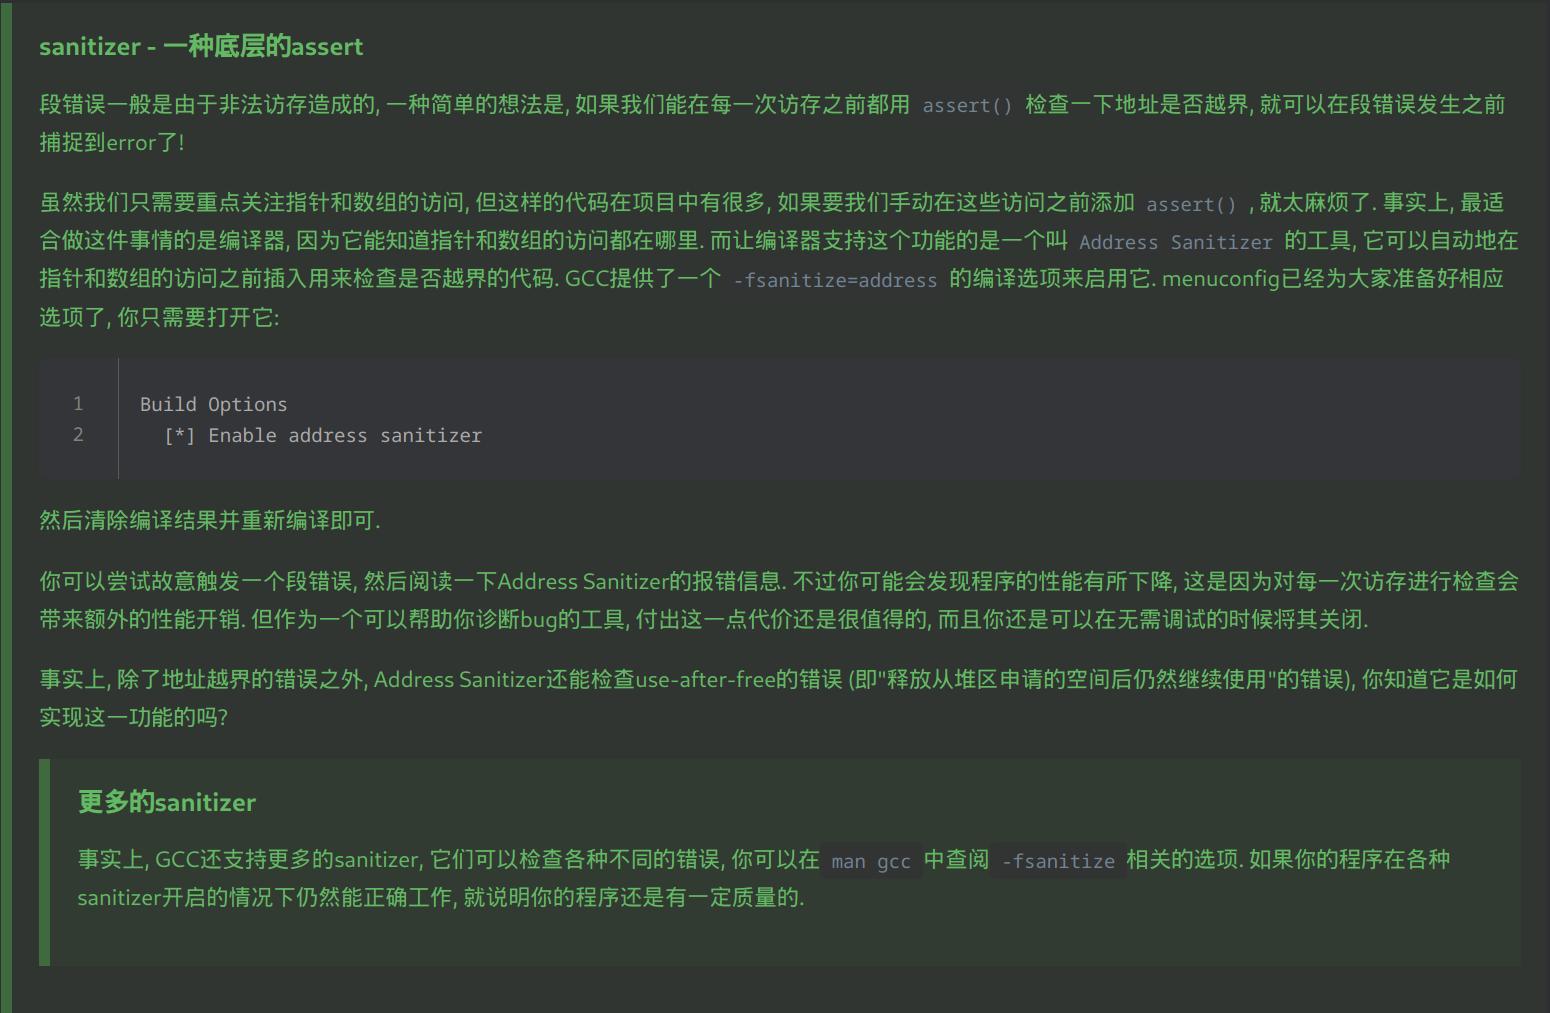 sanitizer - 一种底层的assert
段错误一般是由于非法访存造成的, 一种简单的想法是, 如果我们能在每一次访存之前都用 assert() 检查一下地址是否越界, 就可以在段错误发生之前
捕捉到error了!
虽然我们只需要重点关注指针和数组的访问, 但这样的代码在项目中有很多, 如果要我们手动在这些访问之前添加 assert() , 就太麻烦了. 事实上, 最适
合做这件事情的是编译器, 因为它能知道指针和数组的访问都在哪里. 而让编译器支持这个功能的是一个叫 Address Sanitizer 的工具, 它可以自动地在
指针和数组的访问之前插入用来检查是否越界的代码. GCC提供了一个 -fsanitize=address 的编译选项来启用它. menuconfig已经为大家准备好相应
选项了, 你只需要打开它:
1 Build Options
2 [*] Enable address sanitizer
然后清除编译结果并重新编译即可.
你可以尝试故意触发一个段错误, 然后阅读一下Address Sanitizer的报错信息. 不过你可能会发现程序的性能有所下降, 这是因为对每一次访存进行检查会
带来额外的性能开销. 但作为一个可以帮助你诊断bug的工具, 付出这一点代价还是很值得的, 而且你还是可以在无需调试的时候将其关闭.
事实上, 除了地址越界的错误之外, Address Sanitizer还能检查use-after-free的错误 (即"释放从堆区申请的空间后仍然继续使用"的错误), 你知道它是如何
实现这一功能的吗?
更多的sanitizer
事实上, GCC还支持更多的sanitizer, 它们可以检查各种不同的错误, 你可以在 man gcc 中查阅 -fsanitize 相关的选项. 如果你的程序在各种
sanitizer开启的情况下仍然能正确工作, 就说明你的程序还是有一定质量的.